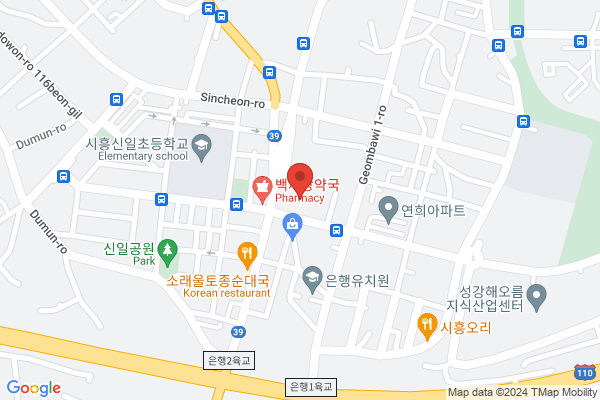 dowon-ro 116beon-gil
Sincheon-ro
Dumun-ro
39
Geombawi 1-ro
시흥신일초등학교
Elementary school
Pharmacy
연희아파트
Dumun-ro
신일공원
Park
소래울토종순대국
Korean restaurant
은행유치원
성강해오름
지식산업센터
시흥오리
39
은행2육교
은행1육교
110
Google
Map data ©2024 TMap Mobility